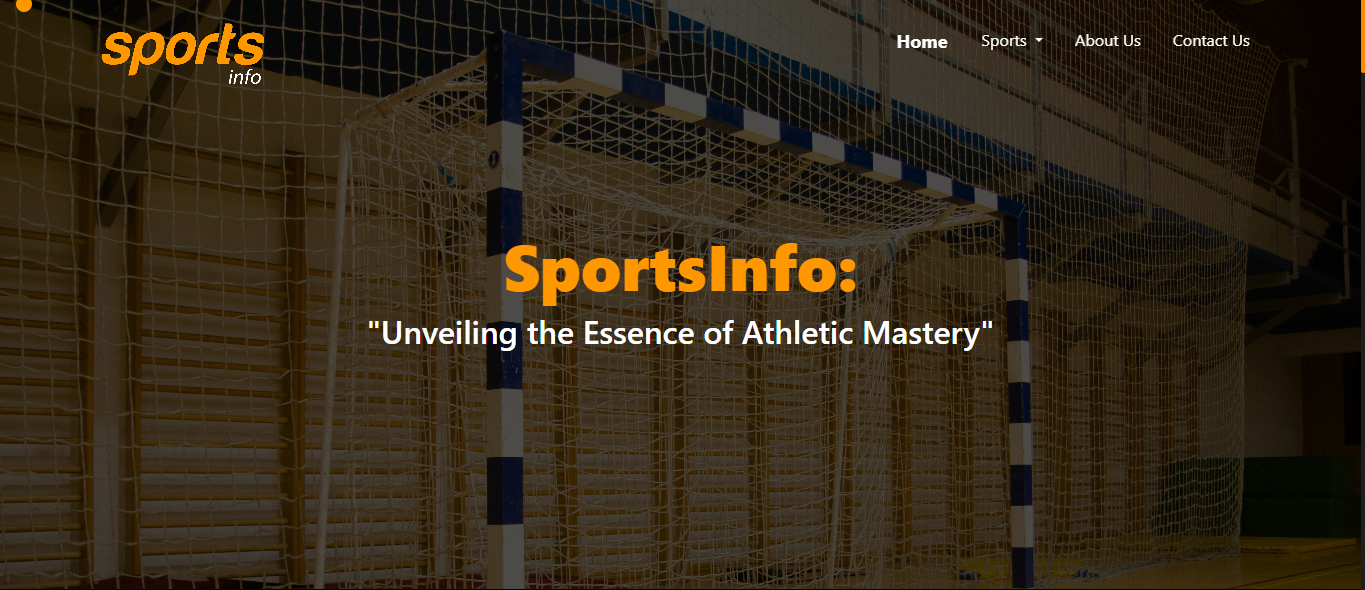 sports
info
Home
Sports
About Us
Contact Us
SportsInfo:
"Unveiling the Essence of Athletic Mastery"